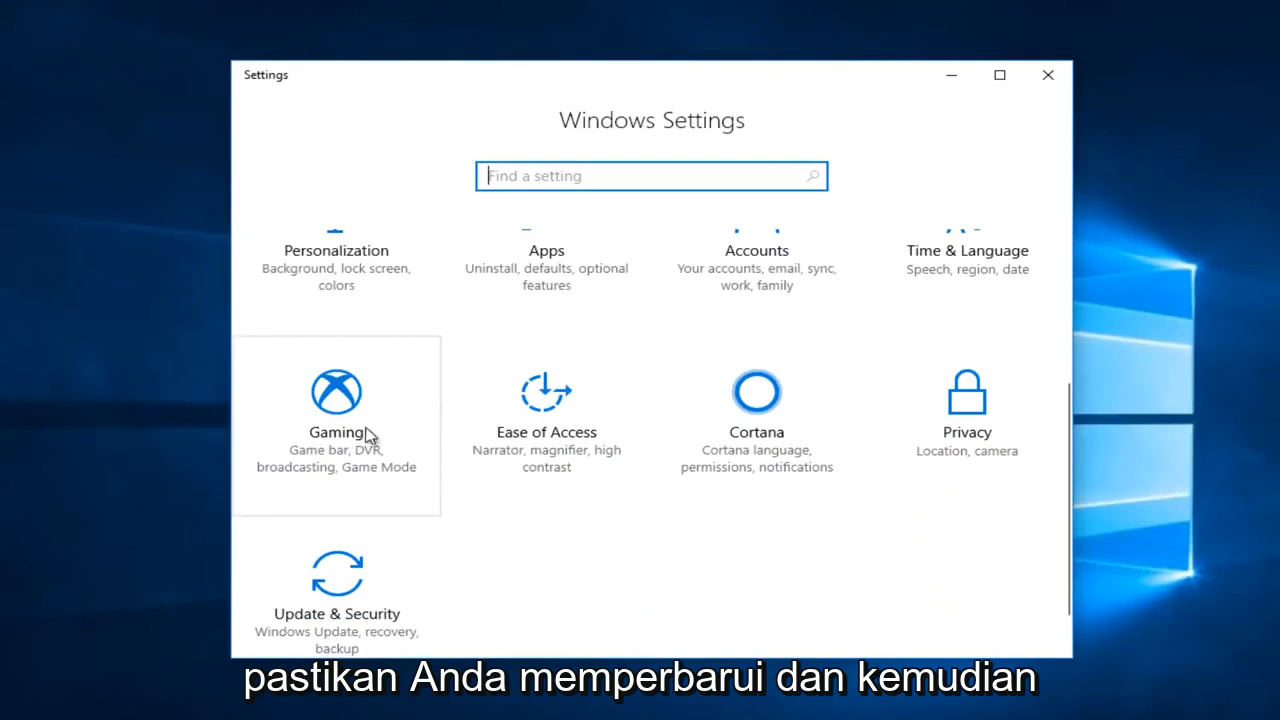 Settings
Windows Settings
Find a setting
Personalization
Background, lock screen,
colors
Apps
Uninstall, defaults, optional
features
Accounts
Your accounts, email, sync,
work, family
Time & Language
Speech, region, date
Gaming
Game bar, DVR,
broadcasting, Game Mode
Ease of Access
Narrator, magnifier, high
contrast
Cortana
Cortana language,
permissions, notifications
Privacy
Location, camera
Update & Security
Windows Update, recovery,
backup
pastikan Anda memperbarui dan kemudian